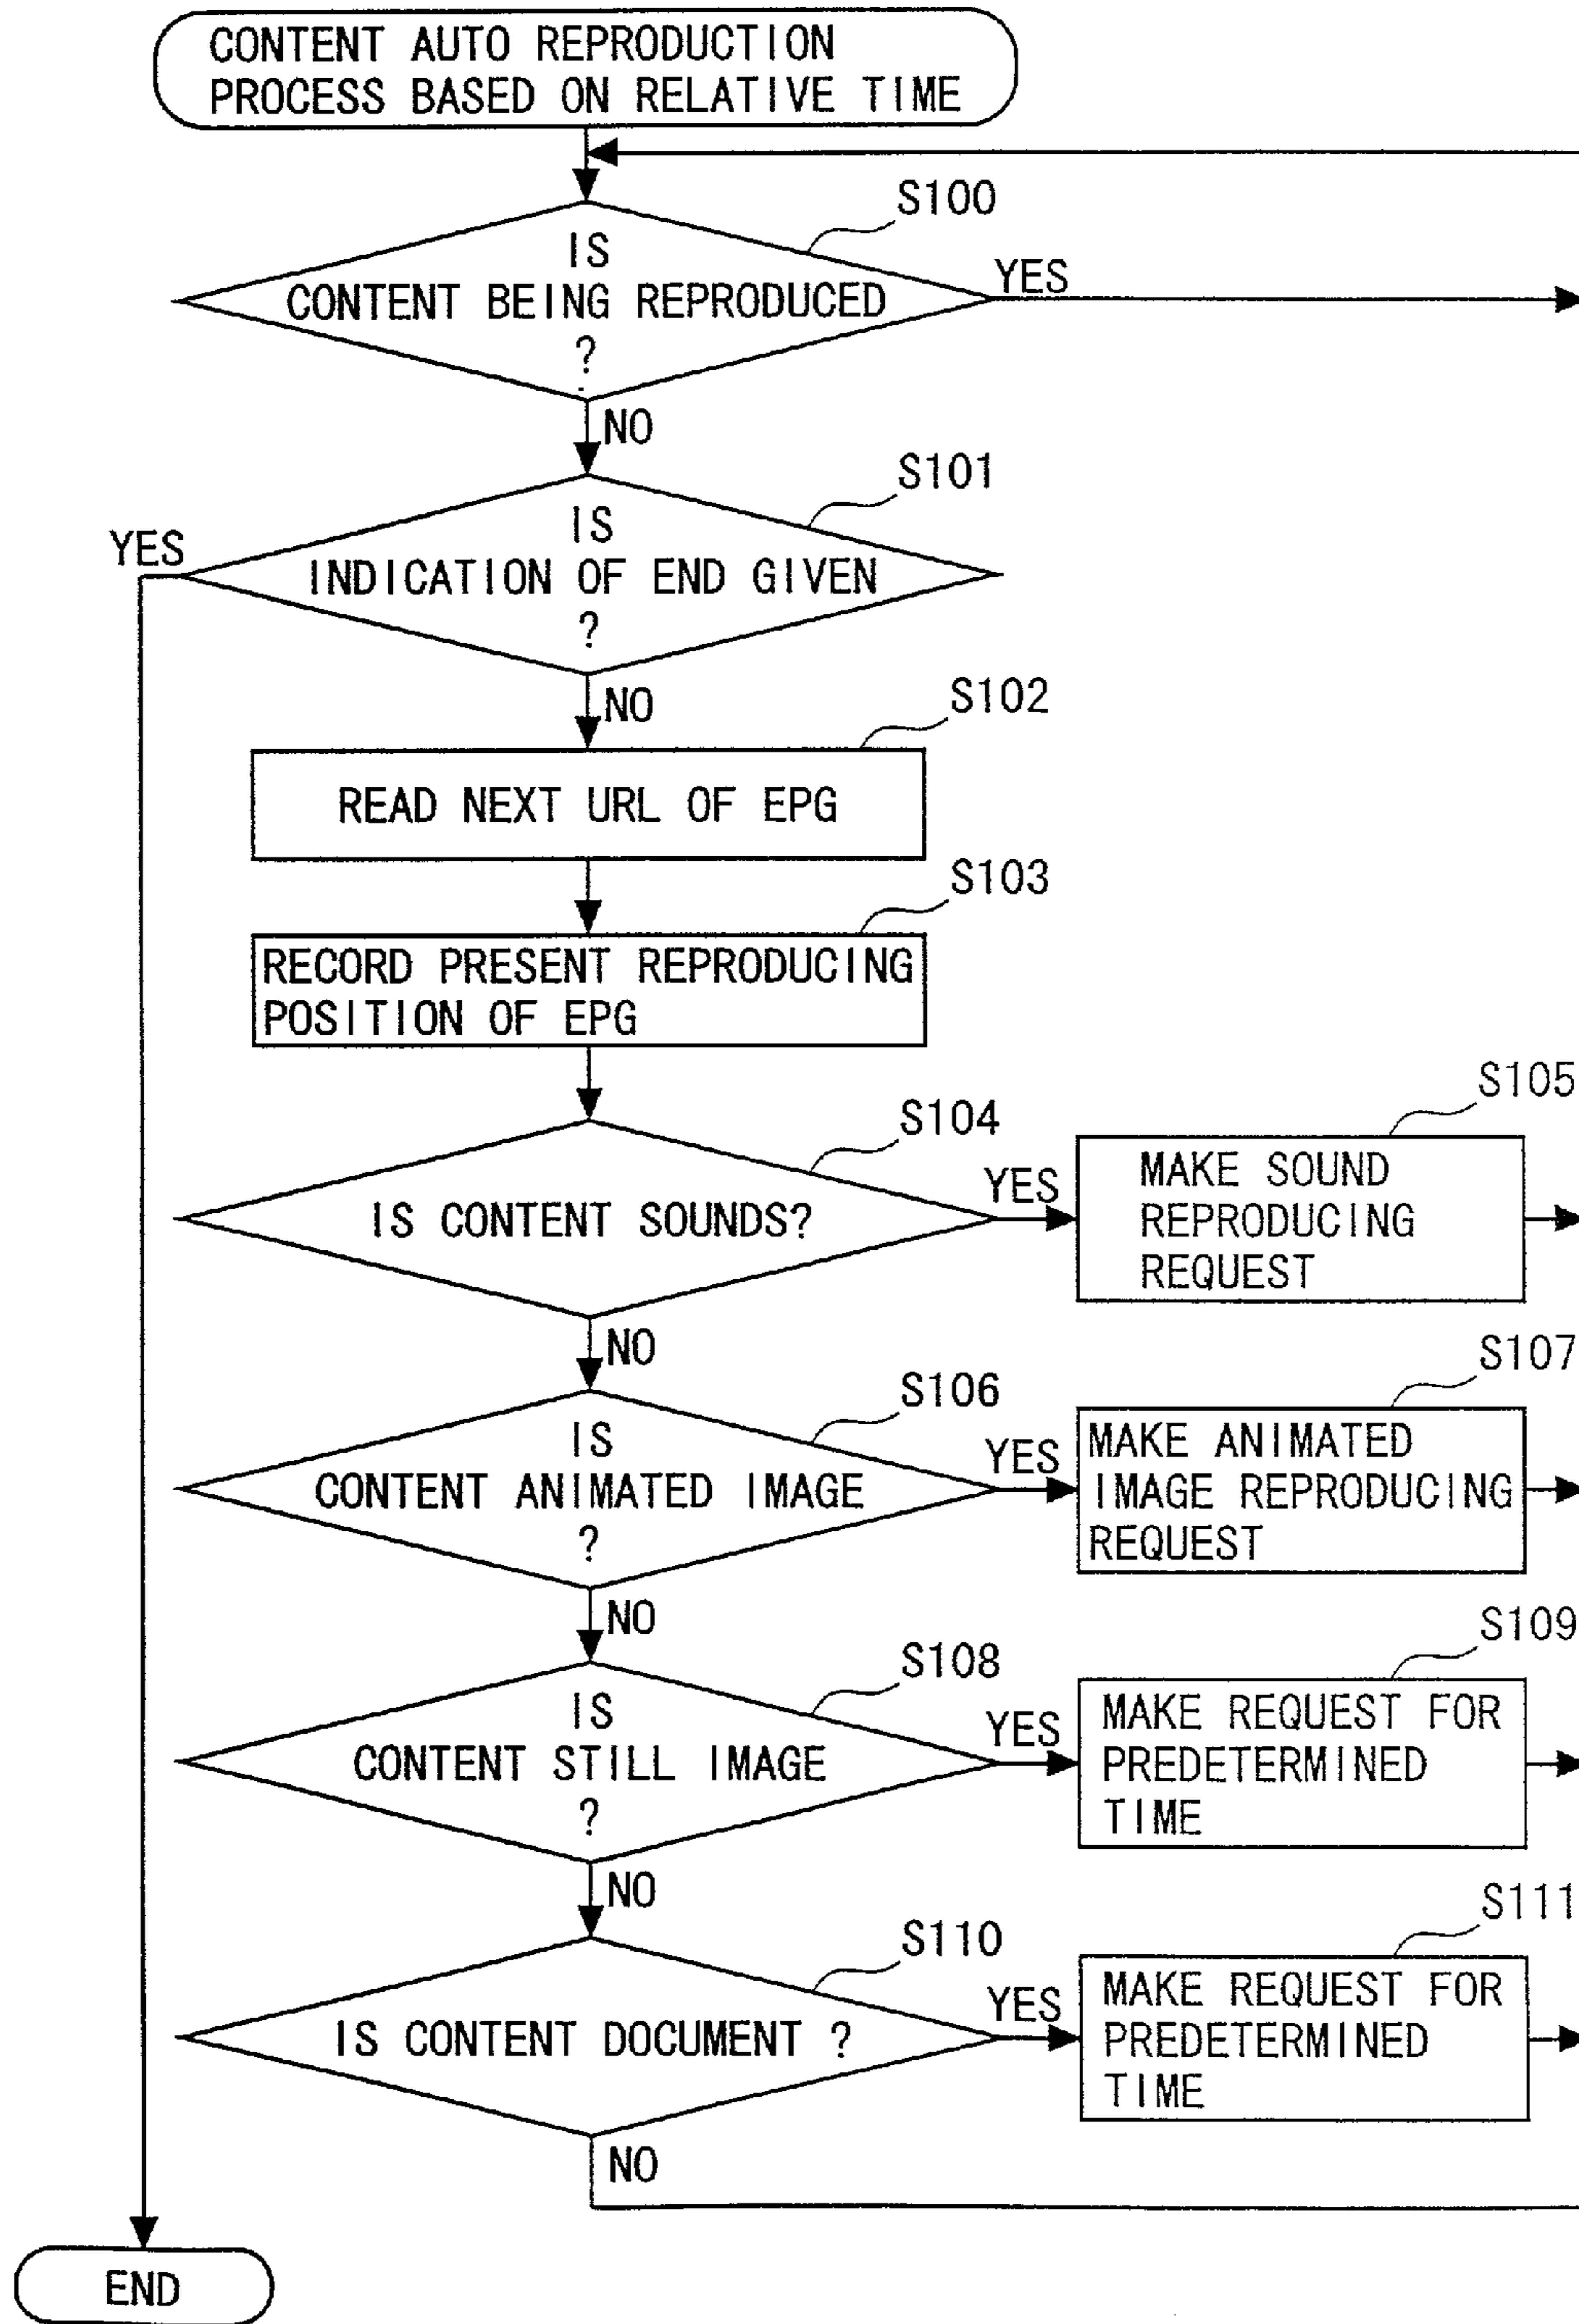 CONTENT AUTO REPRODUCTION
PROCESS BASED ON RELATIVE TIME
S100
IS
CONTENT BEING REPRODUCED
?
YES
NO
S101
IS
INDICATION OF END GIVEN
?
YES
NO
S102
READ NEXT URL OF EPG
S103
RECORD PRESENT REPRODUCING
POSITION OF EPG
S104
IS CONTENT SOUNDS?
YES
S105
MAKE SOUND
REPRODUCING
REQUEST
NO
S106
IS
CONTENT ANIMATED IMAGE
?
YES
S107
MAKE ANIMATED
IMAGE REPRODUCING
REQUEST
NO
S108
IS
CONTENT STILL IMAGE
?
YES
S109
MAKE REQUEST FOR
PREDETERMINED
TIME
NO
S110
IS CONTENT DOCUMENT ?
YES
S111
MAKE REQUEST FOR
PREDETERMINED
TIME
NO
END